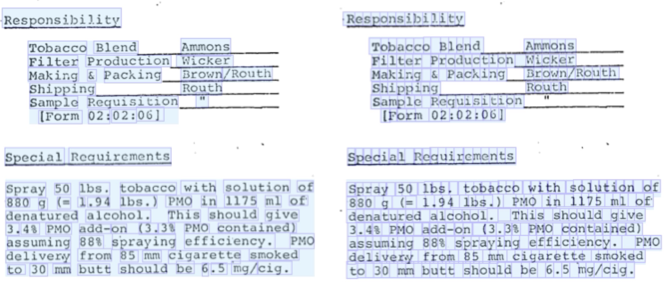 Responsibility
Tobacco Blend Ammons
Filter Production Wicker
Making & Packing Brown/Routh
Shipping Routh
Sample Requisition "
[Form 02:02:06]
Special Requirements
Spray 50 lbs. tobacco with solution of
880 g (= 1.94 lbs.) PMO in 1175 ml of
denatured alcohol. This should give
3.4% PMO add-on (3.3% PMO contained)
assuming 88% spraying efficiency. PMO
delivery from 85 mm cigarette smoked
to 30 mm butt should be 6.5 mg/cig.
Responsibility
Tobacco Blend Ammons
Filter Production Wicker
Making & Packing Brown/Routh
Shipping Routh
Sample Requisition "
[Form 02:02:06]
Special Requirements
Spray 50 lbs. tobacco with solution of
880 g (= 1.94 lbs.) PMO in 1175 ml of
denatured alcohol. This should give
3.4% PMO add-on (3.3% PMO contained)
assuming 88% spraying efficiency. PMO
delivery from 85 mm cigarette smoked
to 30 mm butt should be 6.5 mg/cig.